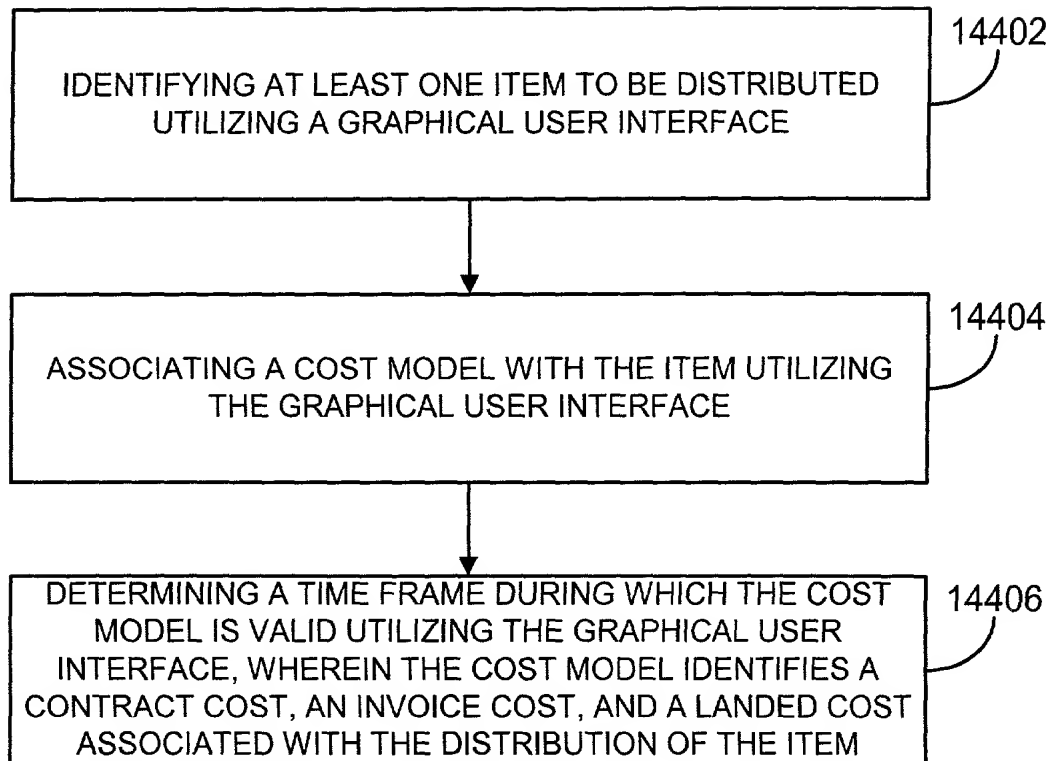 14402
IDENTIFYING AT LEAST ONE ITEM TO BE DISTRIBUTED
UTILIZING A GRAPHICAL USER INTERFACE
14404
ASSOCIATING A COST MODEL WITH THE ITEM UTILIZING
THE GRAPHICAL USER INTERFACE
14406
DETERMINING A TIME FRAME DURING WHICH THE COST
MODEL IS VALID UTILIZING THE GRAPHICAL USER
INTERFACE, WHEREIN THE COST MODEL IDENTIFIES A
CONTRACT COST, AN INVOICE COST, AND A LANDED COST
ASSOCIATED WITH THE DISTRIBUTION OF THE ITEM